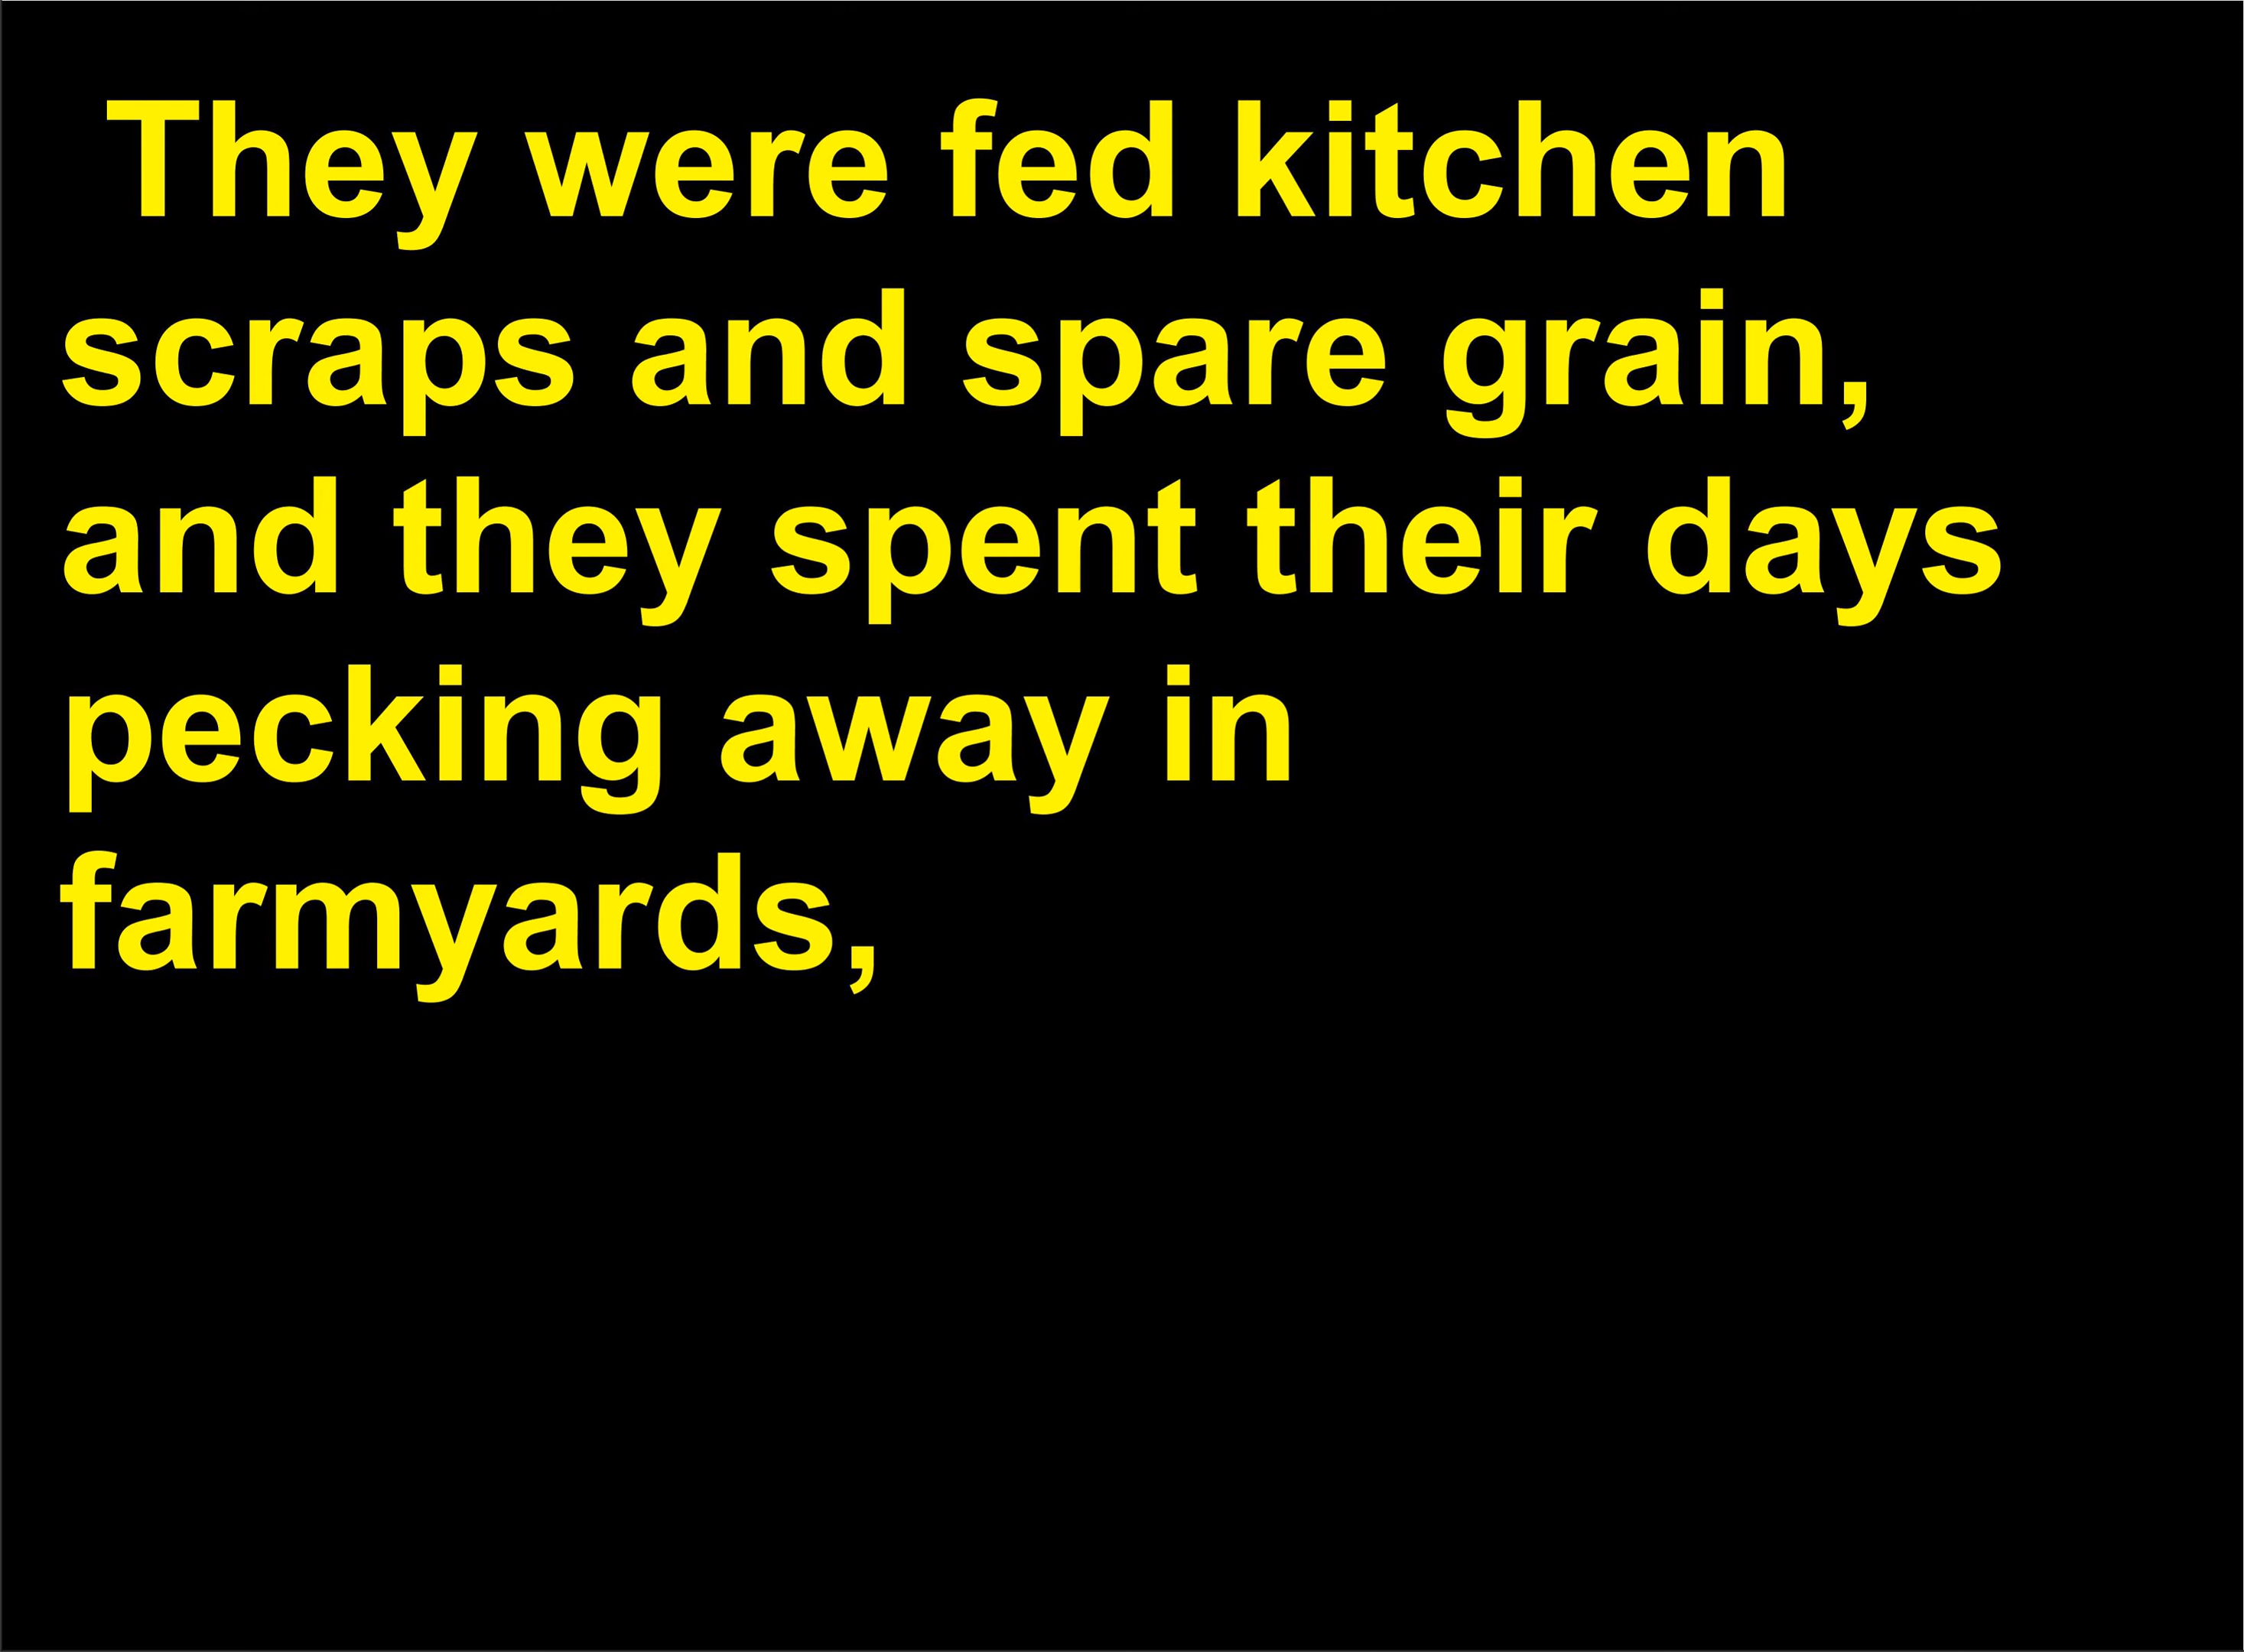 They were fed kitchen
scraps and spare grain,
and they spent their days
pecking away in
farmyards,